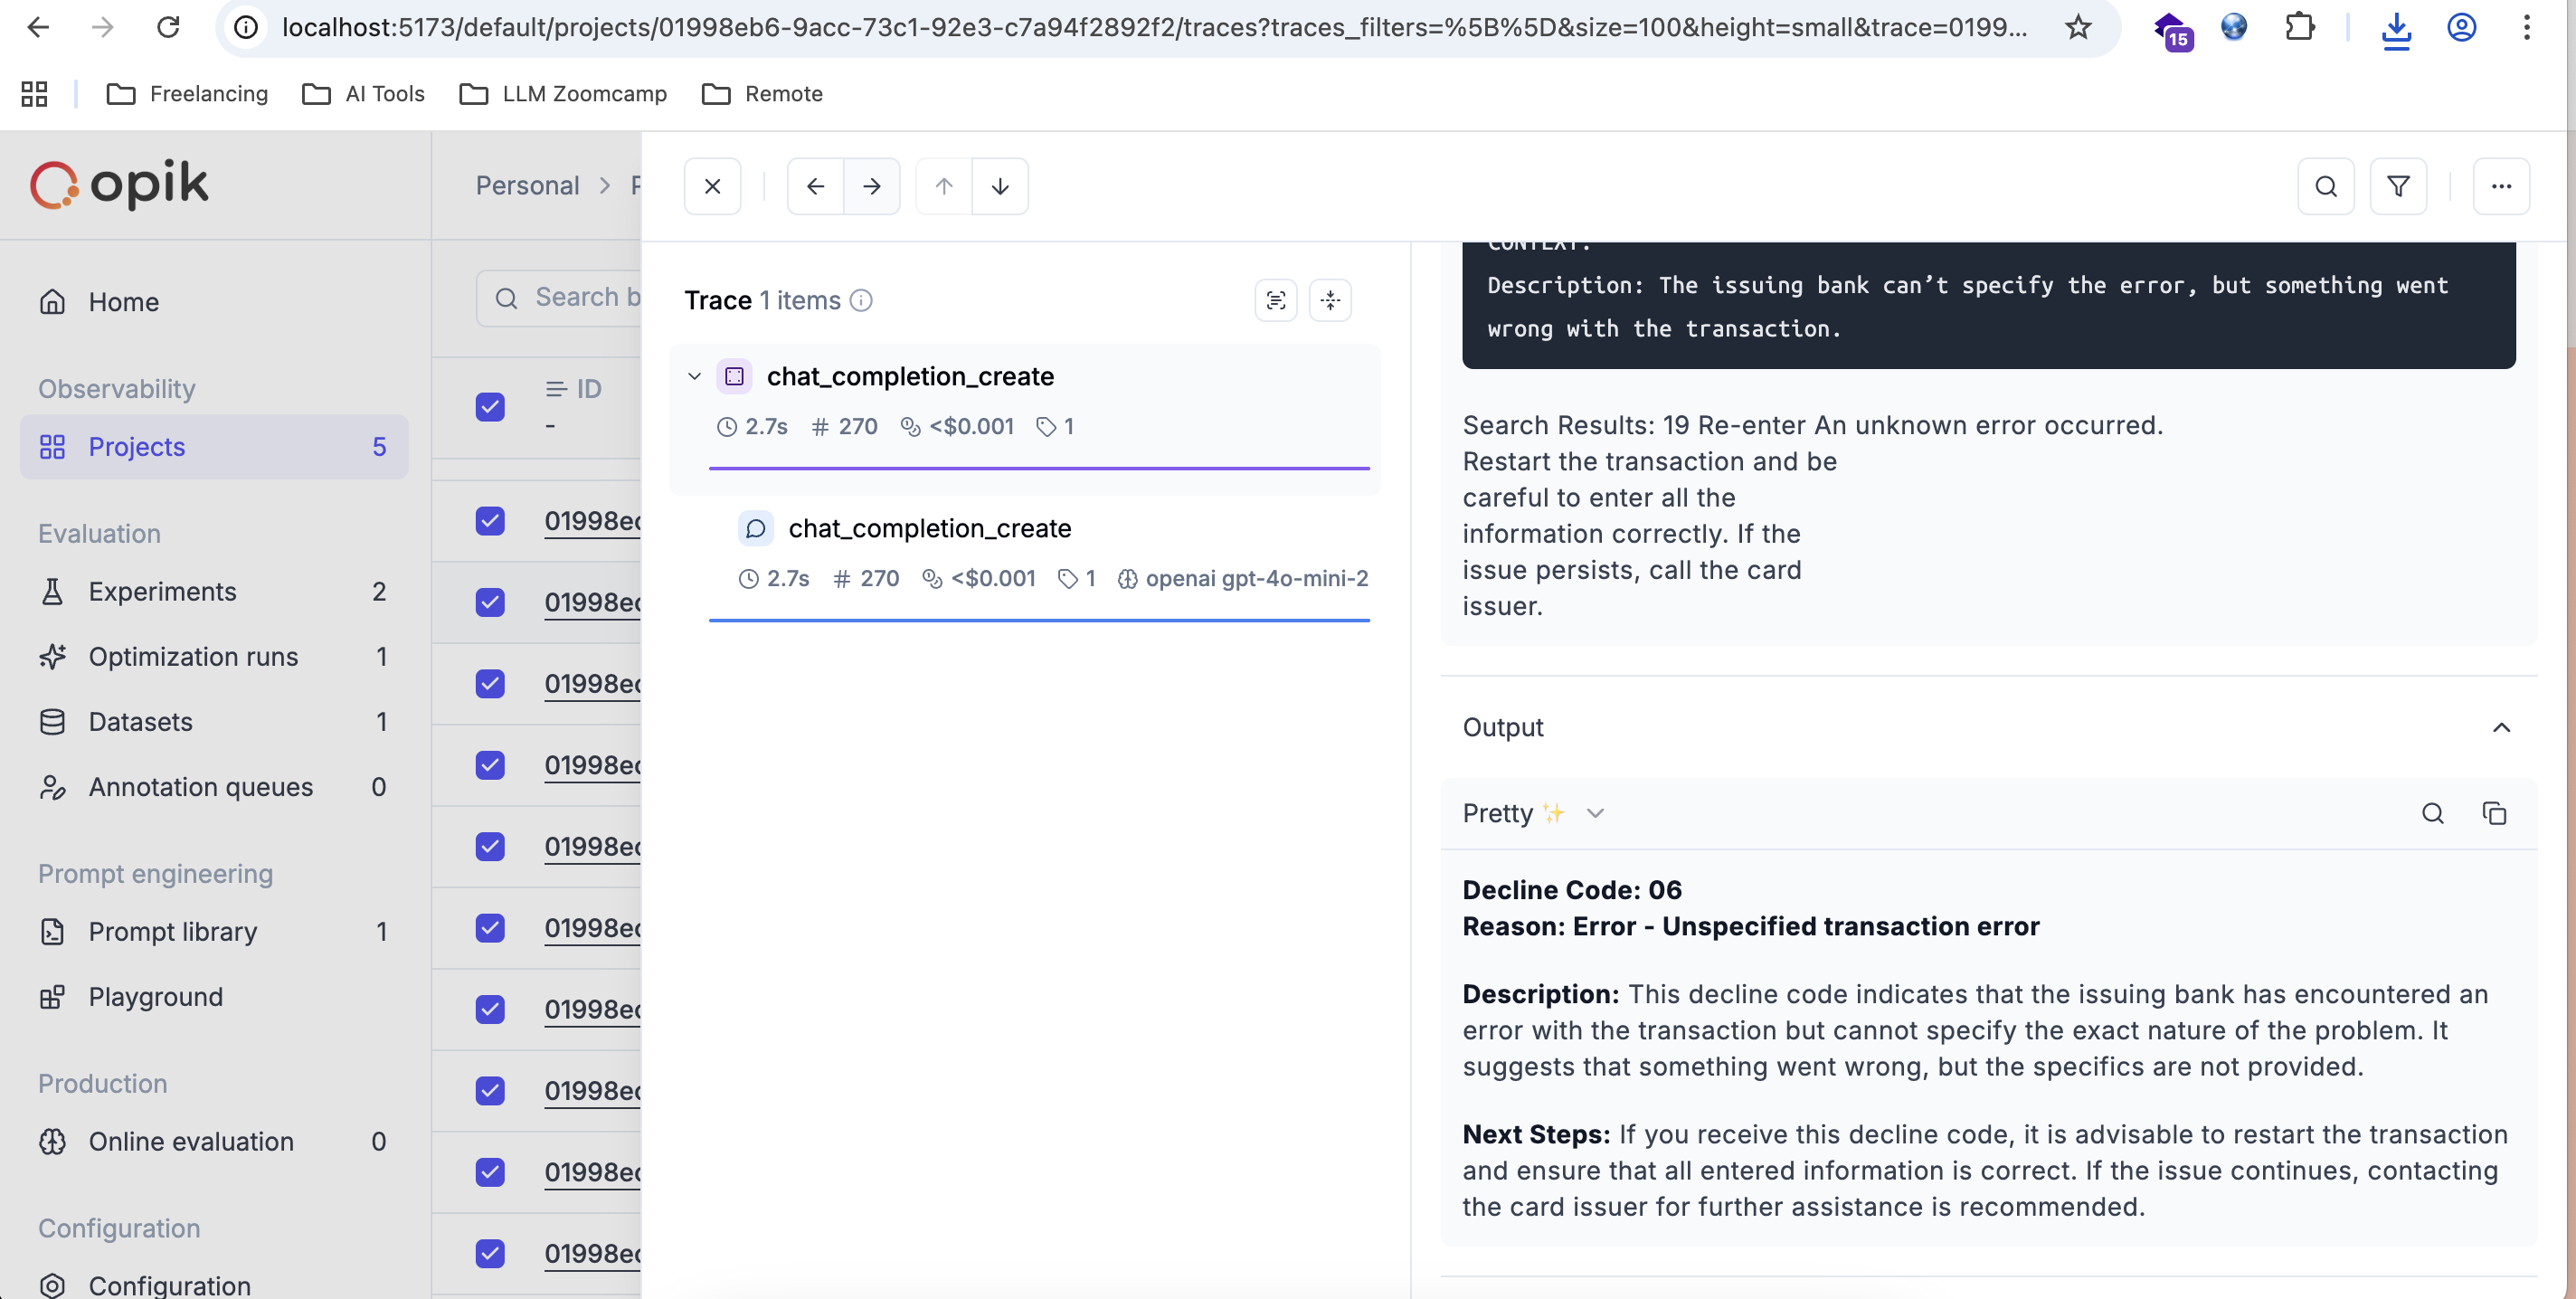 localhost:5173/default/projects/01998eb6-9acc-73c1-92e3-c7a94f2892f2/traces?traces_filters=%5B%5D&size=100&height=small&trace=0199...
15
Freelancing
AI Tools
LLM Zoomcamp
Remote
opik
Home
Observability
Projects 5
Evaluation
Experiments 2
Optimization runs 1
Datasets 1
Annotation queues 0
Prompt engineering
Prompt library 1
Playground
Production
Online evaluation 0
Configuration
Configuration
Personal > P
Search b
ID
-
01998ec
01998ec
01998ec
01998ec
01998ec
01998ec
01998ec
01998ec
01998ec
01998ec
Trace 1 items
chat_completion_create
2.7s # 270 <$0.001 1
chat_completion_create
2.7s # 270 <$0.001 1 openai gpt-4o-mini-2
CONTEXT:
Description: The issuing bank can’t specify the error, but something went
wrong with the transaction.
Search Results: 19 Re-enter An unknown error occurred.
Restart the transaction and be
careful to enter all the
information correctly. If the
issue persists, call the card
issuer.
Output
Pretty ✨
Decline Code: 06
Reason: Error - Unspecified transaction error
Description: This decline code indicates that the issuing bank has encountered an
error with the transaction but cannot specify the exact nature of the problem. It
suggests that something went wrong, but the specifics are not provided.
Next Steps: If you receive this decline code, it is advisable to restart the transaction
and ensure that all entered information is correct. If the issue continues, contacting
the card issuer for further assistance is recommended.